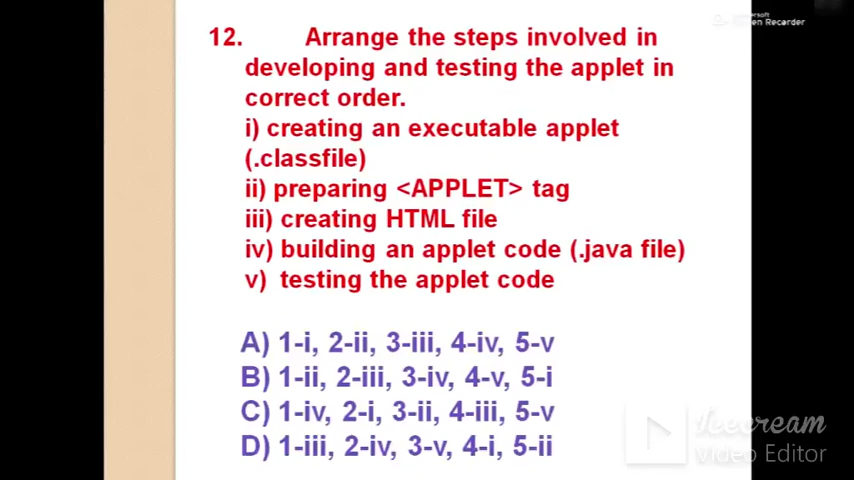 12. Arrange the steps involved in
developing and testing the applet in
correct order.
i) creating an executable applet
(.classfile)
ii) preparing <APPLET> tag
iii) creating HTML file
iv) building an applet code (.java file)
v) testing the applet code
A) 1-i, 2-ii, 3-iii, 4-iv, 5-v
B) 1-ii, 2-iii, 3-iv, 4-v, 5-i
C) 1-iv, 2-i, 3-ii, 4-iii, 5-v
D) 1-iii, 2-iv, 3-v, 4-i, 5-ii
Recorder
Icecream
Video Editor